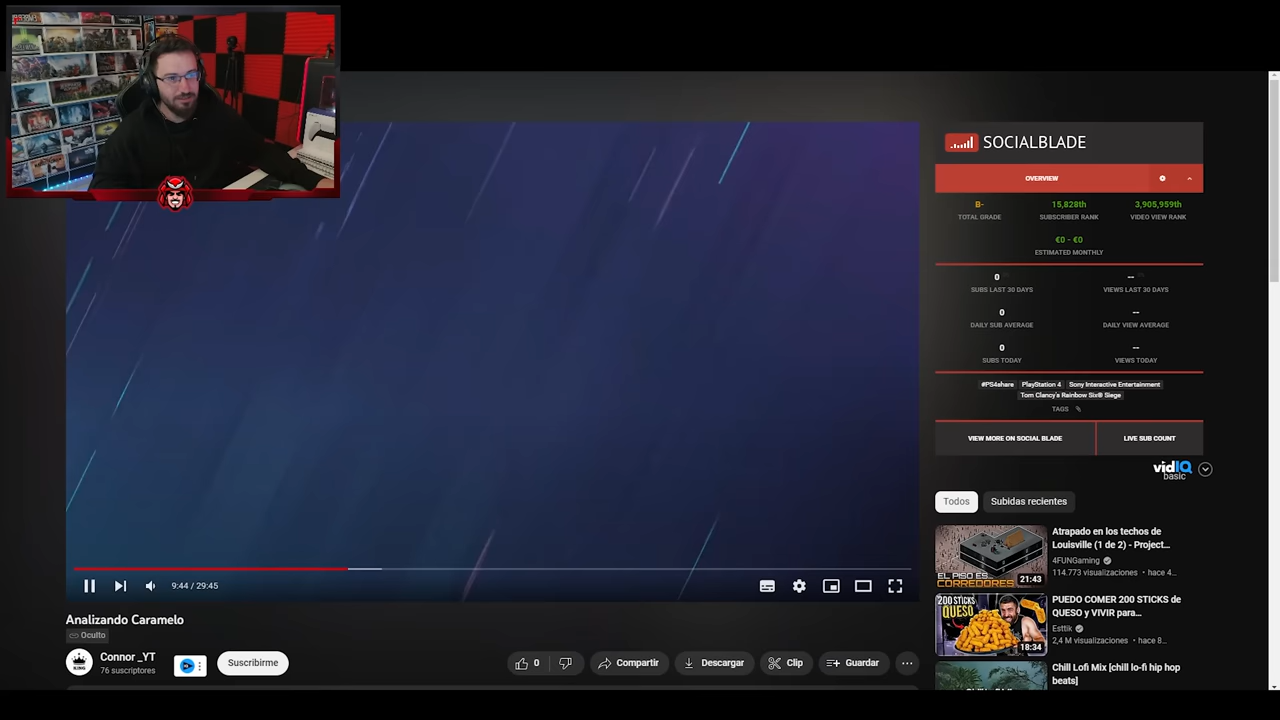 SOCIALBLADE
OVERVIEW
B-
TOTAL GRADE
15,828th
SUBSCRIBER RANK
3,905,959th
VIDEO VIEW RANK
€0 - €0
ESTIMATED MONTHLY
0
SUBS LAST 30 DAYS
--
VIEWS LAST 30 DAYS
0
DAILY SUB AVERAGE
--
DAILY VIEW AVERAGE
0
SUBS TODAY
--
VIEWS TODAY
#PS4share PlayStation 4 Sony Interactive Entertainment
Tom Clancy's Rainbow Six® Siege
TAGS
VIEW MORE ON SOCIAL BLADE
LIVE SUB COUNT
vidIQ
basic
Todos
Subidas recientes
EL PISO ES...
CORREDORES
21:43
Atrapado en los techos de
Louisville (1 de 2) - Project...
4FUNGaming
114.773 visualizaciones • hace 4...
200 STICKS
QUESO
18:34
PUEDO COMER 200 STICKS de
QUESO y VIVIR para...
Esttik
2,4 M visualizaciones • hace 8...
Chill Lofi Mix [chill lo-fi hip hop
beats]
9:44 / 29:45
Analizando Caramelo
Oculto
Connor _YT
76 suscriptores
Suscribirme
0
Compartir
Descargar
Clip
Guardar